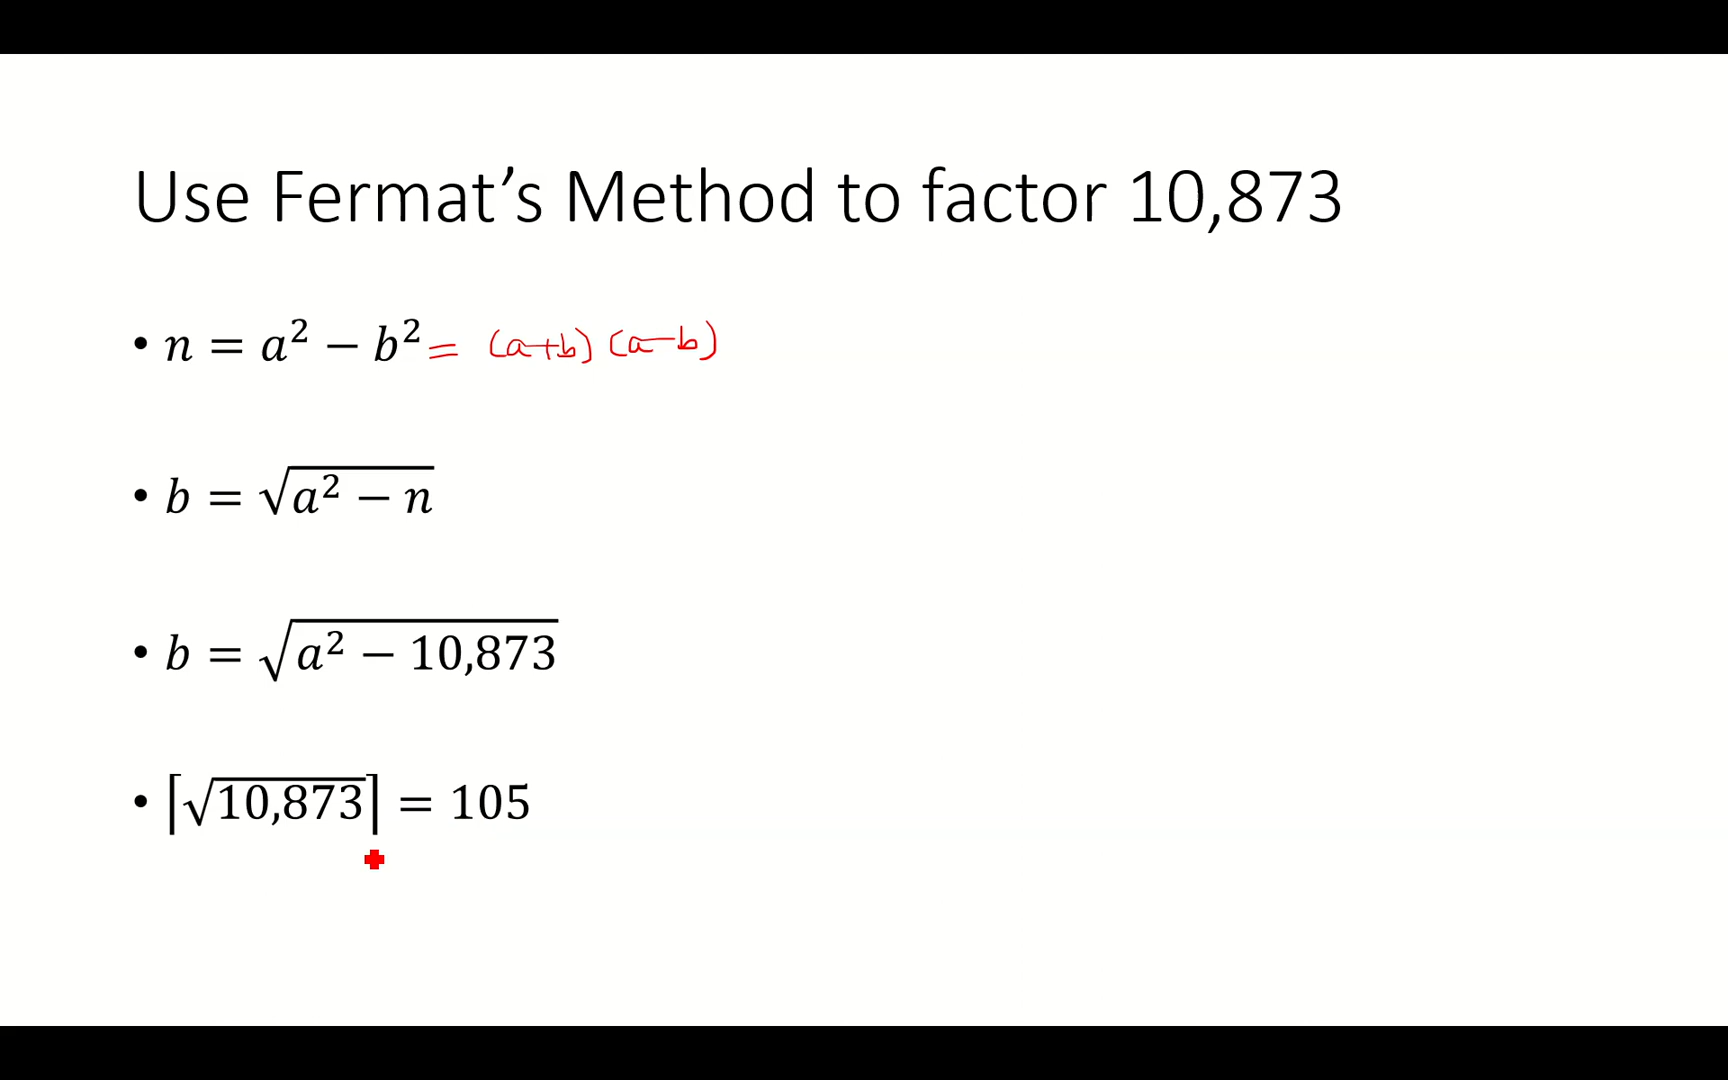 Use Fermat’s Method to factor 10,873
• n = a² − b² = (a+b) (a−b)
• b = √(a² − n)
• b = √(a² − 10,873)
• ⌈√10,873⌉ = 105